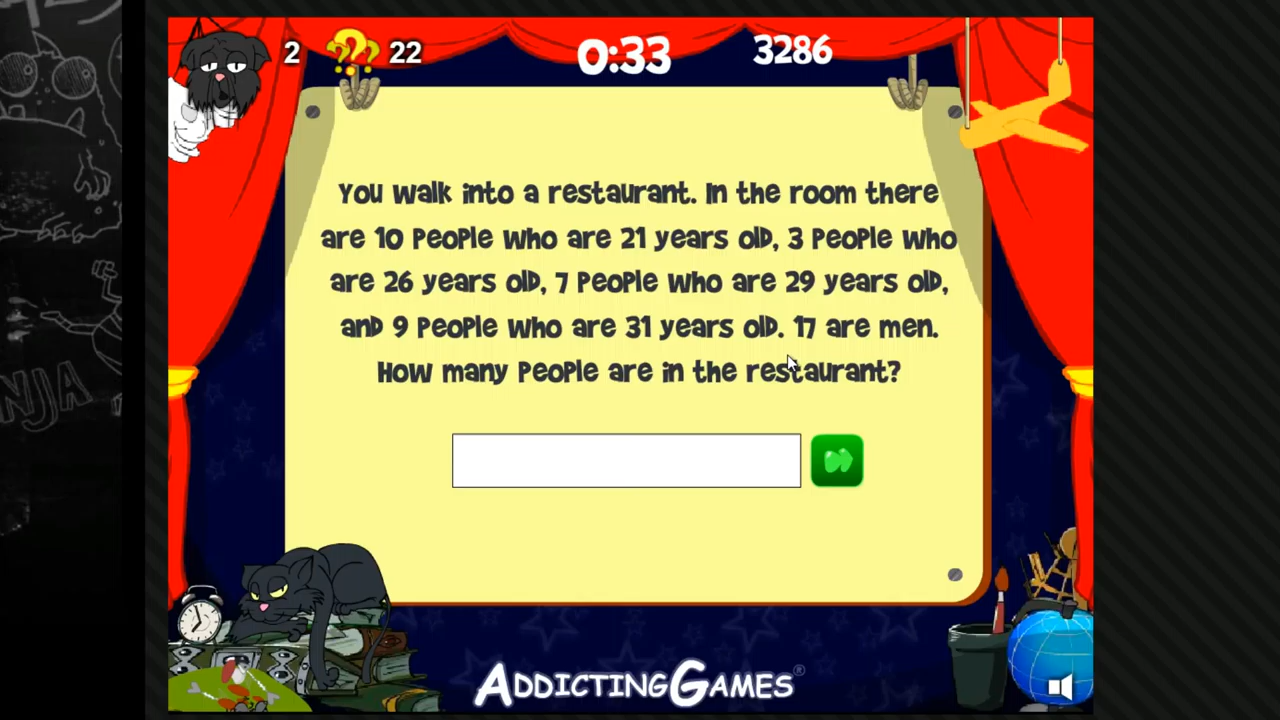 2
22
0:33
3286
You walk into a restaurant. In the room there
are 10 people who are 21 years old, 3 people who
are 26 years old, 7 people who are 29 years old,
and 9 people who are 31 years old. 17 are men.
How many people are in the restaurant?
NJA
ADDICTINGGAMES®